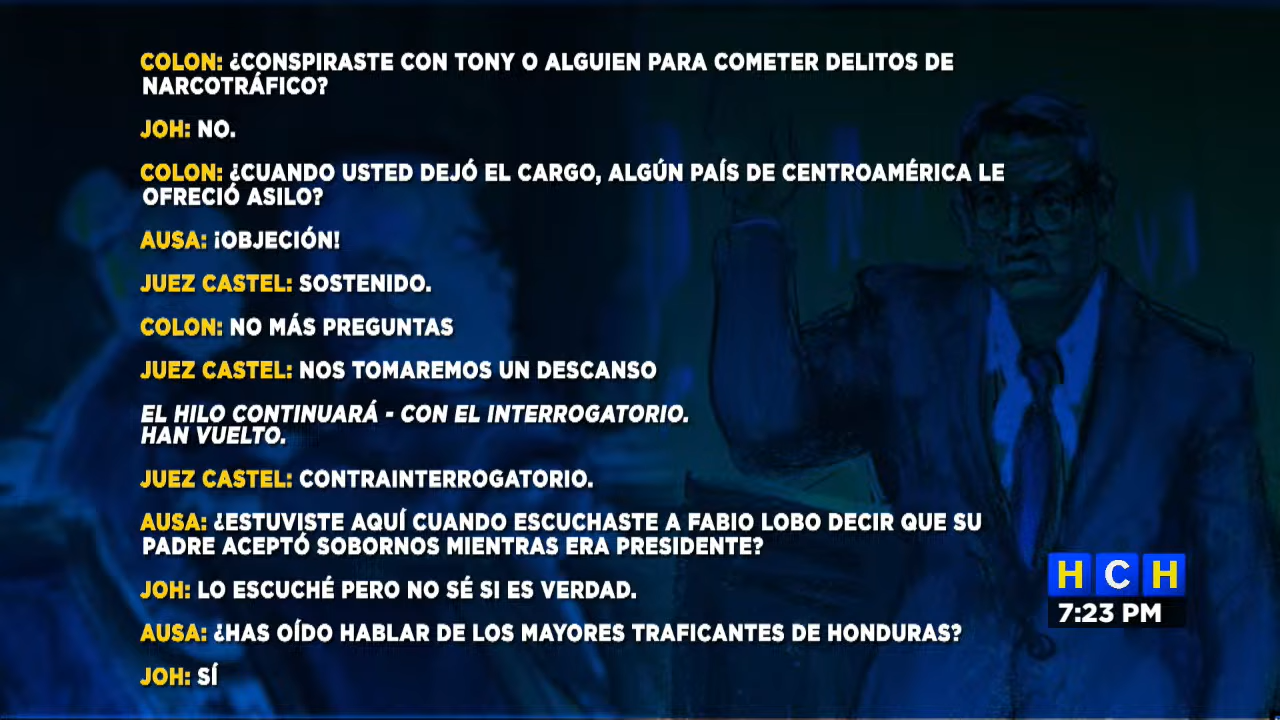 COLON: ¿CONSPIRASTE CON TONY O ALGUIEN PARA COMETER DELITOS DE
NARCOTRÁFICO?
JOH: NO.
COLON: ¿CUANDO USTED DEJÓ EL CARGO, ALGÚN PAÍS DE CENTROAMÉRICA LE
OFRECIÓ ASILO?
AUSA: ¡OBJECIÓN!
JUEZ CASTEL: SOSTENIDO.
COLON: NO MÁS PREGUNTAS
JUEZ CASTEL: NOS TOMAREMOS UN DESCANSO
EL HILO CONTINUARÁ - CON EL INTERROGATORIO.
HAN VUELTO.
JUEZ CASTEL: CONTRAINTERROGATORIO.
AUSA: ¿ESTUVISTE AQUÍ CUANDO ESCUCHASTE A FABIO LOBO DECIR QUE SU
PADRE ACEPTÓ SOBORNOS MIENTRAS ERA PRESIDENTE?
JOH: LO ESCUCHÉ PERO NO SÉ SI ES VERDAD.
AUSA: ¿HAS OÍDO HABLAR DE LOS MAYORES TRAFICANTES DE HONDURAS?
JOH: SÍ
HCH
7:23 PM